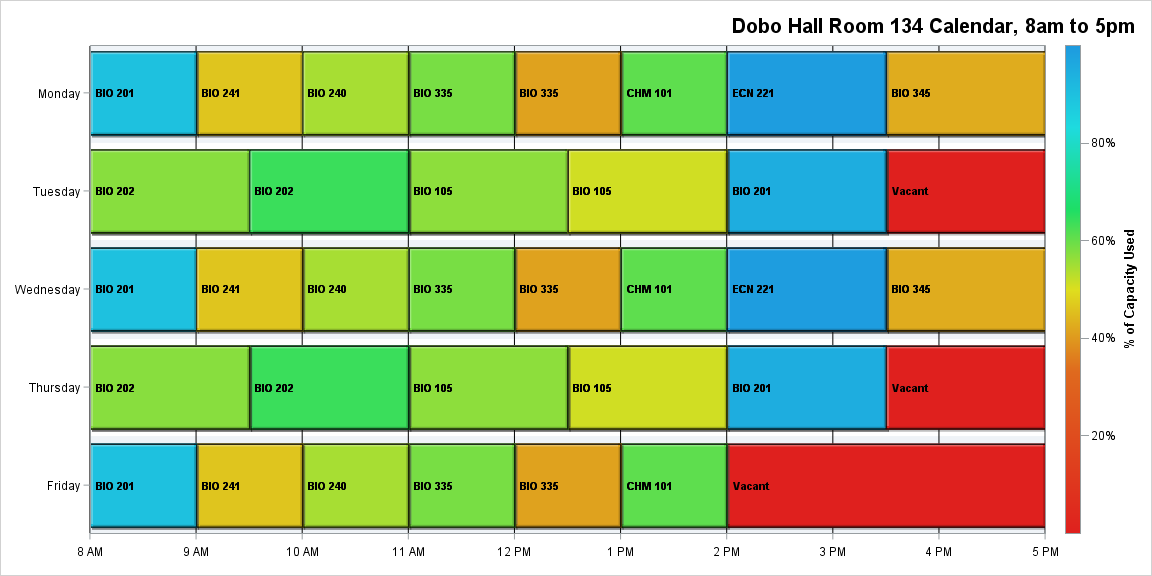 Dobo Hall Room 134 Calendar, 8am to 5pm
Monday BIO 201 BIO 241 BIO 240 BIO 335 BIO 335 CHM 101 ECN 221 BIO 345
Tuesday BIO 202 BIO 202 BIO 105 BIO 105 BIO 201 Vacant
Wednesday BIO 201 BIO 241 BIO 240 BIO 335 BIO 335 CHM 101 ECN 221 BIO 345
Thursday BIO 202 BIO 202 BIO 105 BIO 105 BIO 201 Vacant
Friday BIO 201 BIO 241 BIO 240 BIO 335 BIO 335 CHM 101 Vacant
8 AM 9 AM 10 AM 11 AM 12 PM 1 PM 2 PM 3 PM 4 PM 5 PM
80%
60%
40%
20%
% of Capacity Used